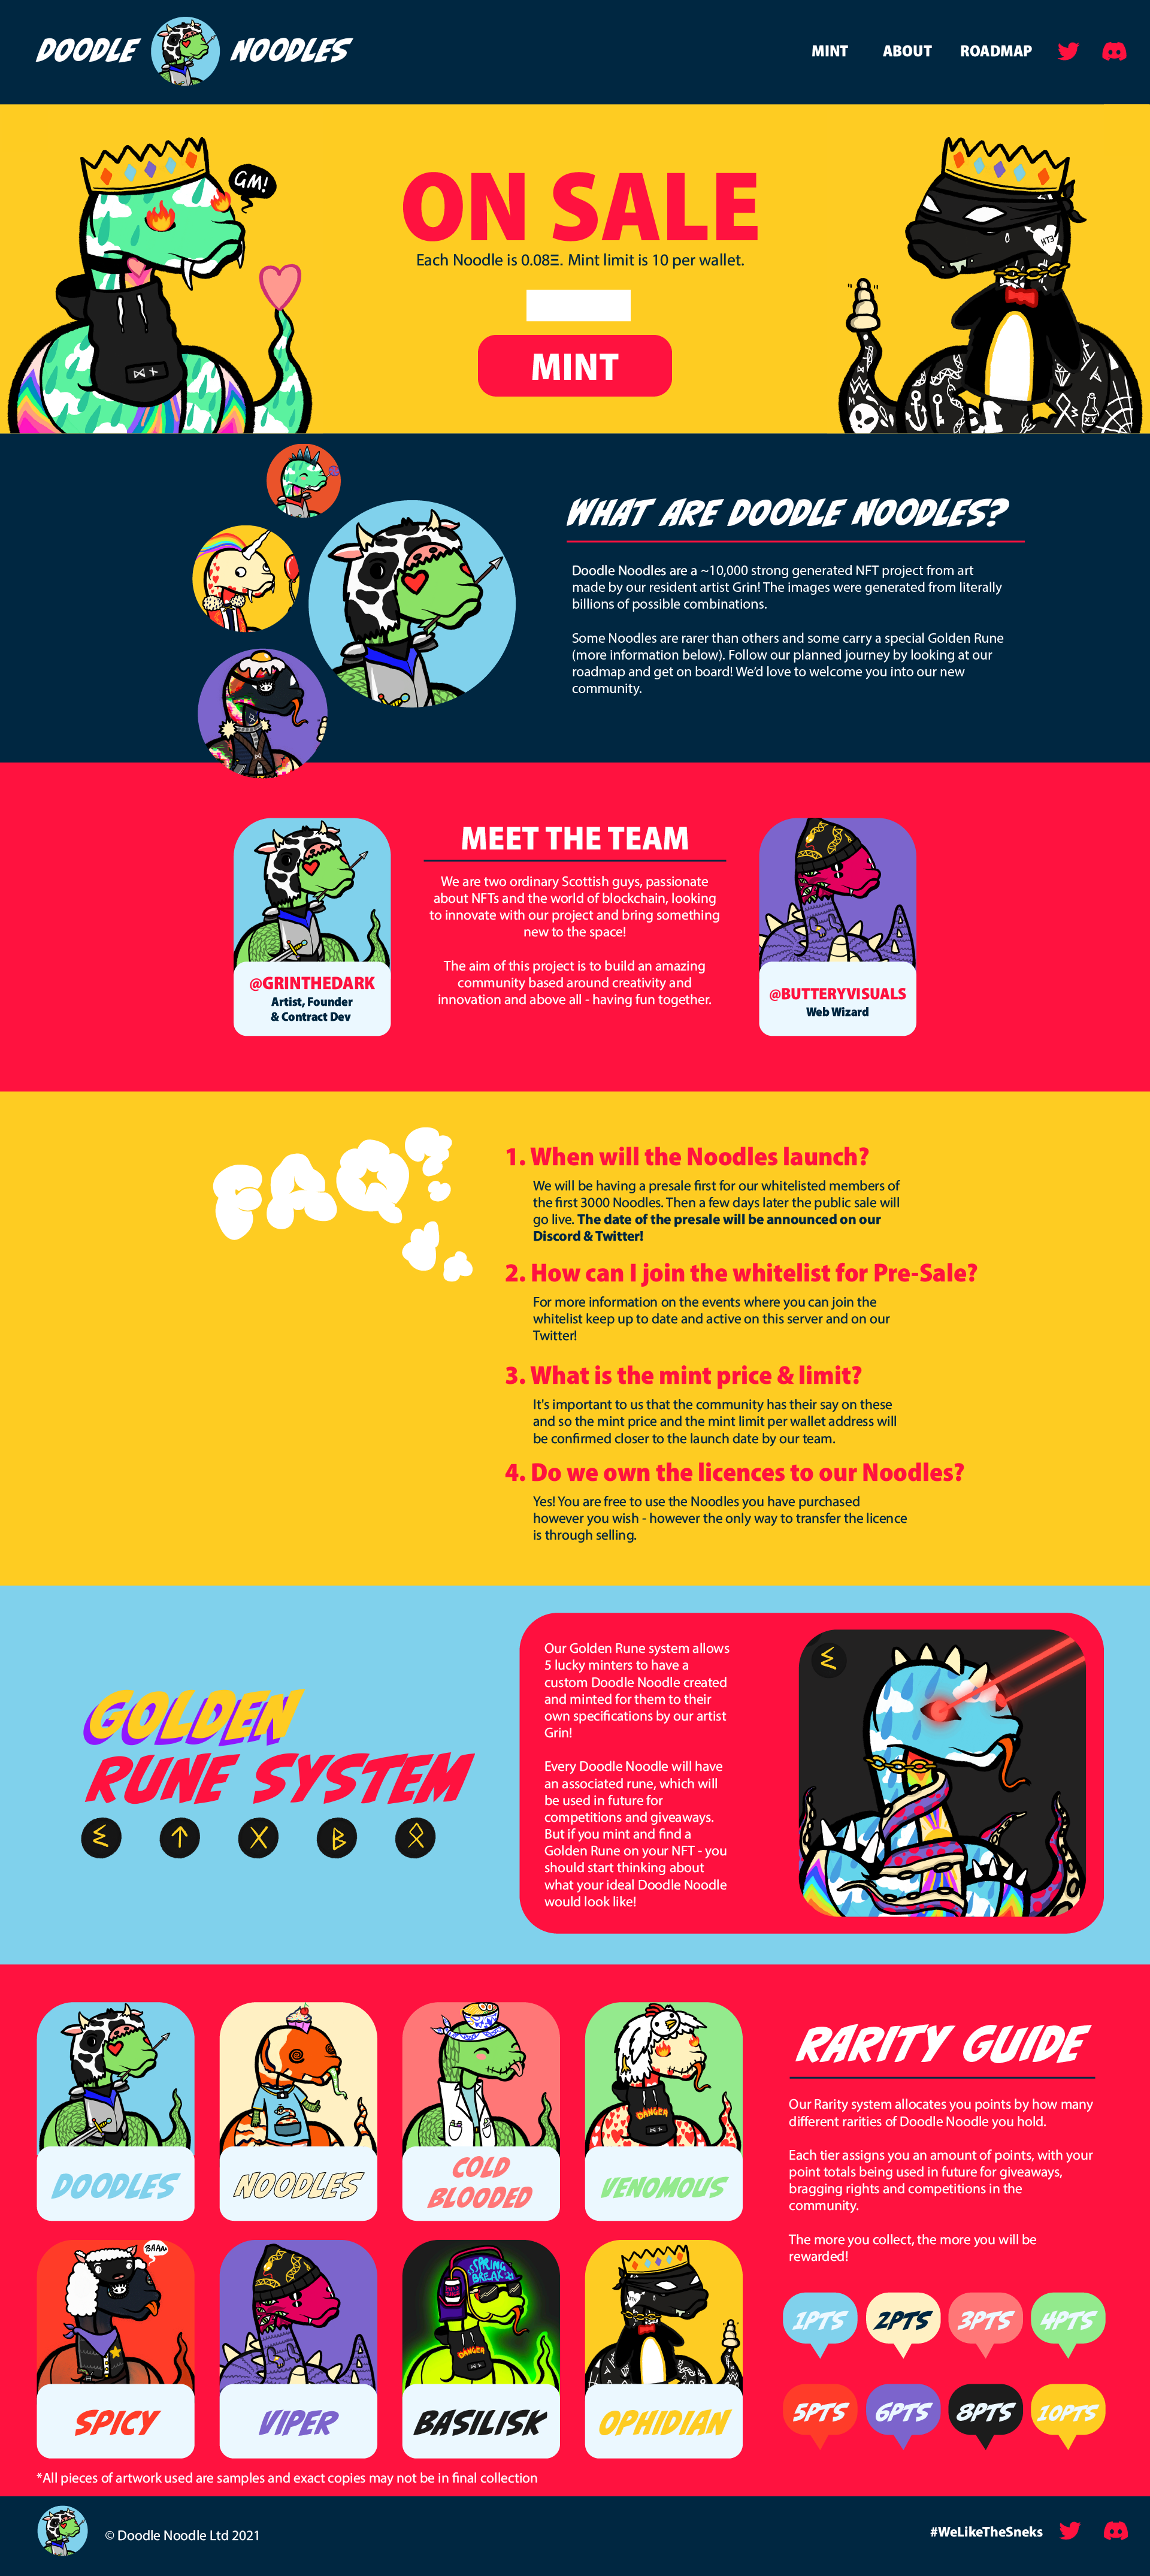 DOODLE NOODLES
MINT ABOUT ROADMAP
GM!
ON SALE
Each Noodle is 0.08Ξ. Mint limit is 10 per wallet.
MINT
ETH
WHAT ARE DOODLE NOODLES?
Doodle Noodles are a ~10,000 strong generated NFT project from art
made by our resident artist Grin! The images were generated from literally
billions of possible combinations.
Some Noodles are rarer than others and some carry a special Golden Rune
(more information below). Follow our planned journey by looking at our
roadmap and get on board! We'd love to welcome you into our new
community.
MEET THE TEAM
We are two ordinary Scottish guys, passionate
about NFTs and the world of blockchain, looking
to innovate with our project and bring something
new to the space!
The aim of this project is to build an amazing
community based around creativity and
innovation and above all - having fun together.
@GRINTHEDARK
Artist, Founder
& Contract Dev
@BUTTERYVISUALS
Web Wizard
FAQ?
1. When will the Noodles launch?
We will be having a presale first for our whitelisted members of
the first 3000 Noodles. Then a few days later the public sale will
go live. The date of the presale will be announced on our
Discord & Twitter!
2. How can I join the whitelist for Pre-Sale?
For more information on the events where you can join the
whitelist keep up to date and active on this server and on our
Twitter!
3. What is the mint price & limit?
It's important to us that the community has their say on these
and so the mint price and the mint limit per wallet address will
be confirmed closer to the launch date by our team.
4. Do we own the licences to our Noodles?
Yes! You are free to use the Noodles you have purchased
however you wish - however the only way to transfer the licence
is through selling.
GOLDEN
RUNE SYSTEM
Our Golden Rune system allows
5 lucky minters to have a
custom Doodle Noodle created
and minted for them to their
own specifications by our artist
Grin!
Every Doodle Noodle will have
an associated rune, which will
be used in future for
competitions and giveaways.
But if you mint and find a
Golden Rune on your NFT - you
should start thinking about
what your ideal Doodle Noodle
would look like!
DOODLES
NOODLES
COLD
BLOODED
DANGER
VENOMOUS
BAAA
SPICY
VIPER
SPRING
BREAK '21
DANGER
BASILISK
OPHIDIAN
*All pieces of artwork used are samples and exact copies may not be in final collection
RARITY GUIDE
Our Rarity system allocates you points by how many
different rarities of Doodle Noodle you hold.
Each tier assigns you an amount of points, with your
point totals being used in future for giveaways,
bragging rights and competitions in the
community.
The more you collect, the more you will be
rewarded!
1PTS 2PTS 3PTS 4PTS
5PTS 6PTS 8PTS 10PTS
© Doodle Noodle Ltd 2021
#WeLikeTheSneks